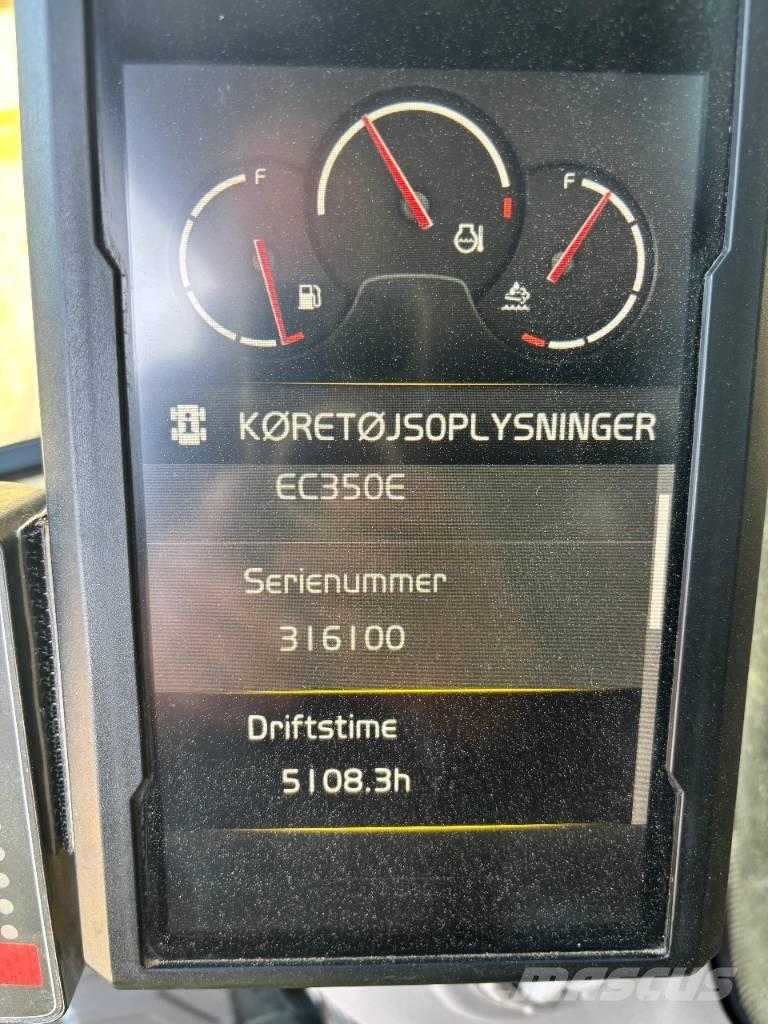 F
F
KØRETØJSOPLYSNINGER
EC350E
Serienummer
316100
Driftstime
5108.3h
MASCUS